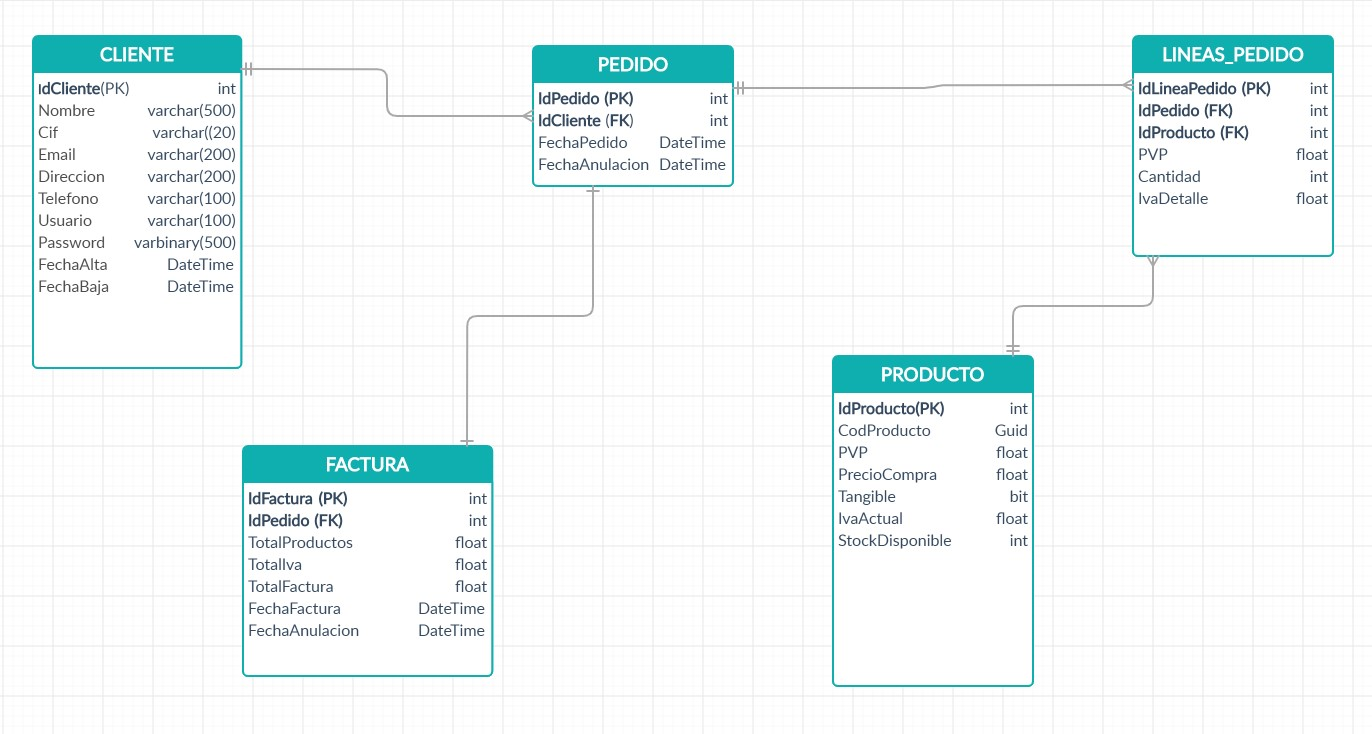 CLIENTE
idCliente(PK) int
Nombre varchar(500)
Cif varchar((20)
Email varchar(200)
Direccion varchar(200)
Telefono varchar(100)
Usuario varchar(100)
Password varbinary(500)
FechaAlta DateTime
FechaBaja DateTime
PEDIDO
IdPedido (PK) int
IdCliente (FK) int
FechaPedido DateTime
FechaAnulacion DateTime
LINEAS_PEDIDO
IdLineaPedido (PK) int
IdPedido (FK) int
IdProducto (FK) int
PVP float
Cantidad int
IvaDetalle float
FACTURA
IdFactura (PK) int
IdPedido (FK) int
TotalProductos float
TotalIva float
TotalFactura float
FechaFactura DateTime
FechaAnulacion DateTime
PRODUCTO
IdProducto(PK) int
CodProducto Guid
PVP float
PrecioCompra float
Tangible bit
IvaActual float
StockDisponible int